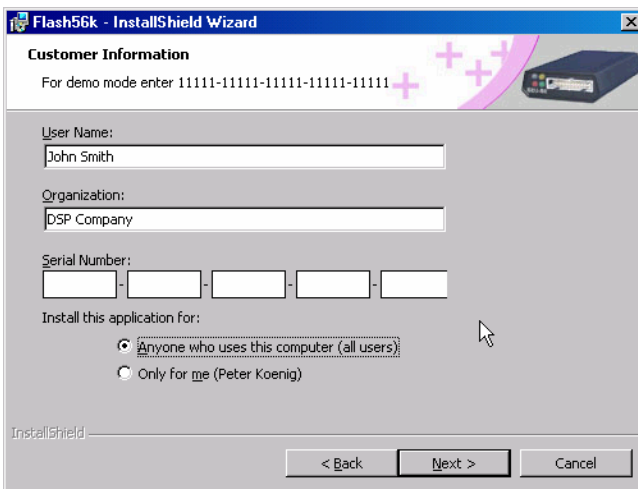 Flash56k - InstallShield Wizard
Customer Information
For demo mode enter 11111-11111-11111-11111-11111
User Name:
John Smith
Organization:
DSP Company
Serial Number:
- - - -
Install this application for:
Anyone who uses this computer (all users)
Only for me (Peter Koenig)
InstallShield
< Back Next > Cancel